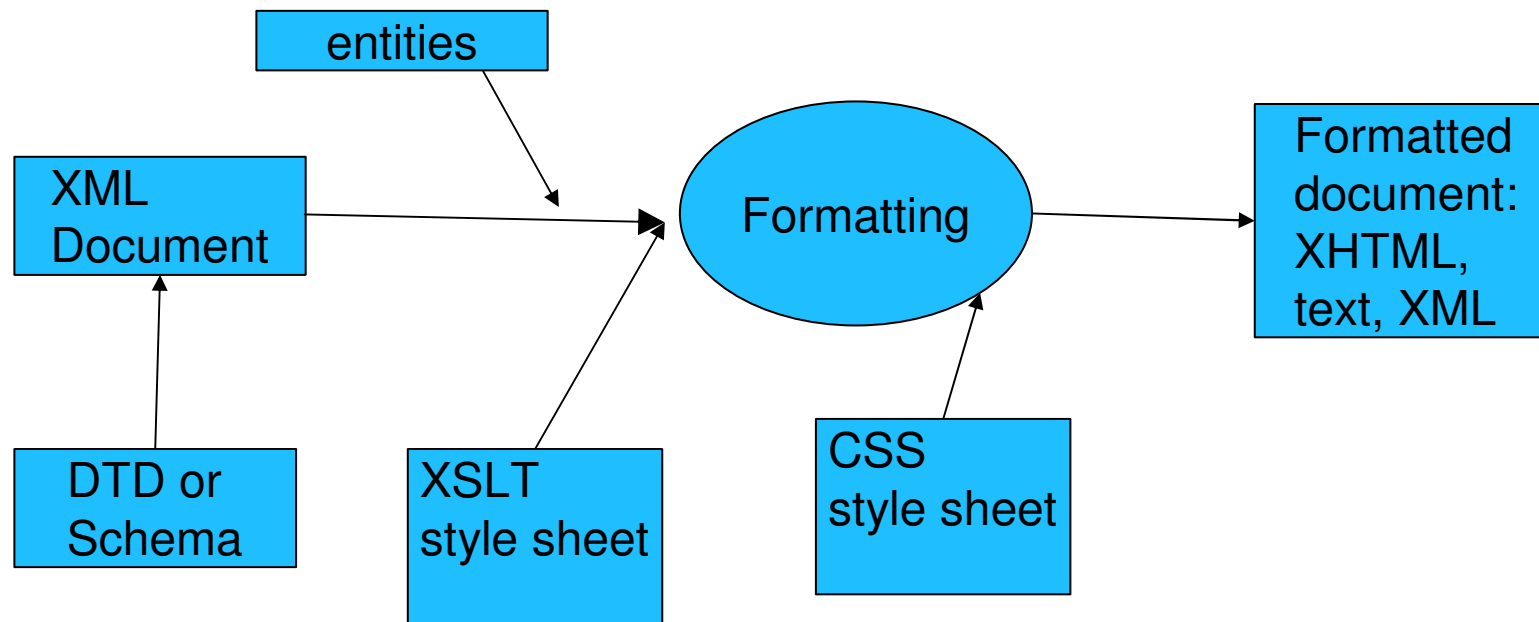 entities
XML
Document
Formatting
Formatted
document:
XHTML,
text, XML
DTD or
Schema
XSLT
style sheet
CSS
style sheet